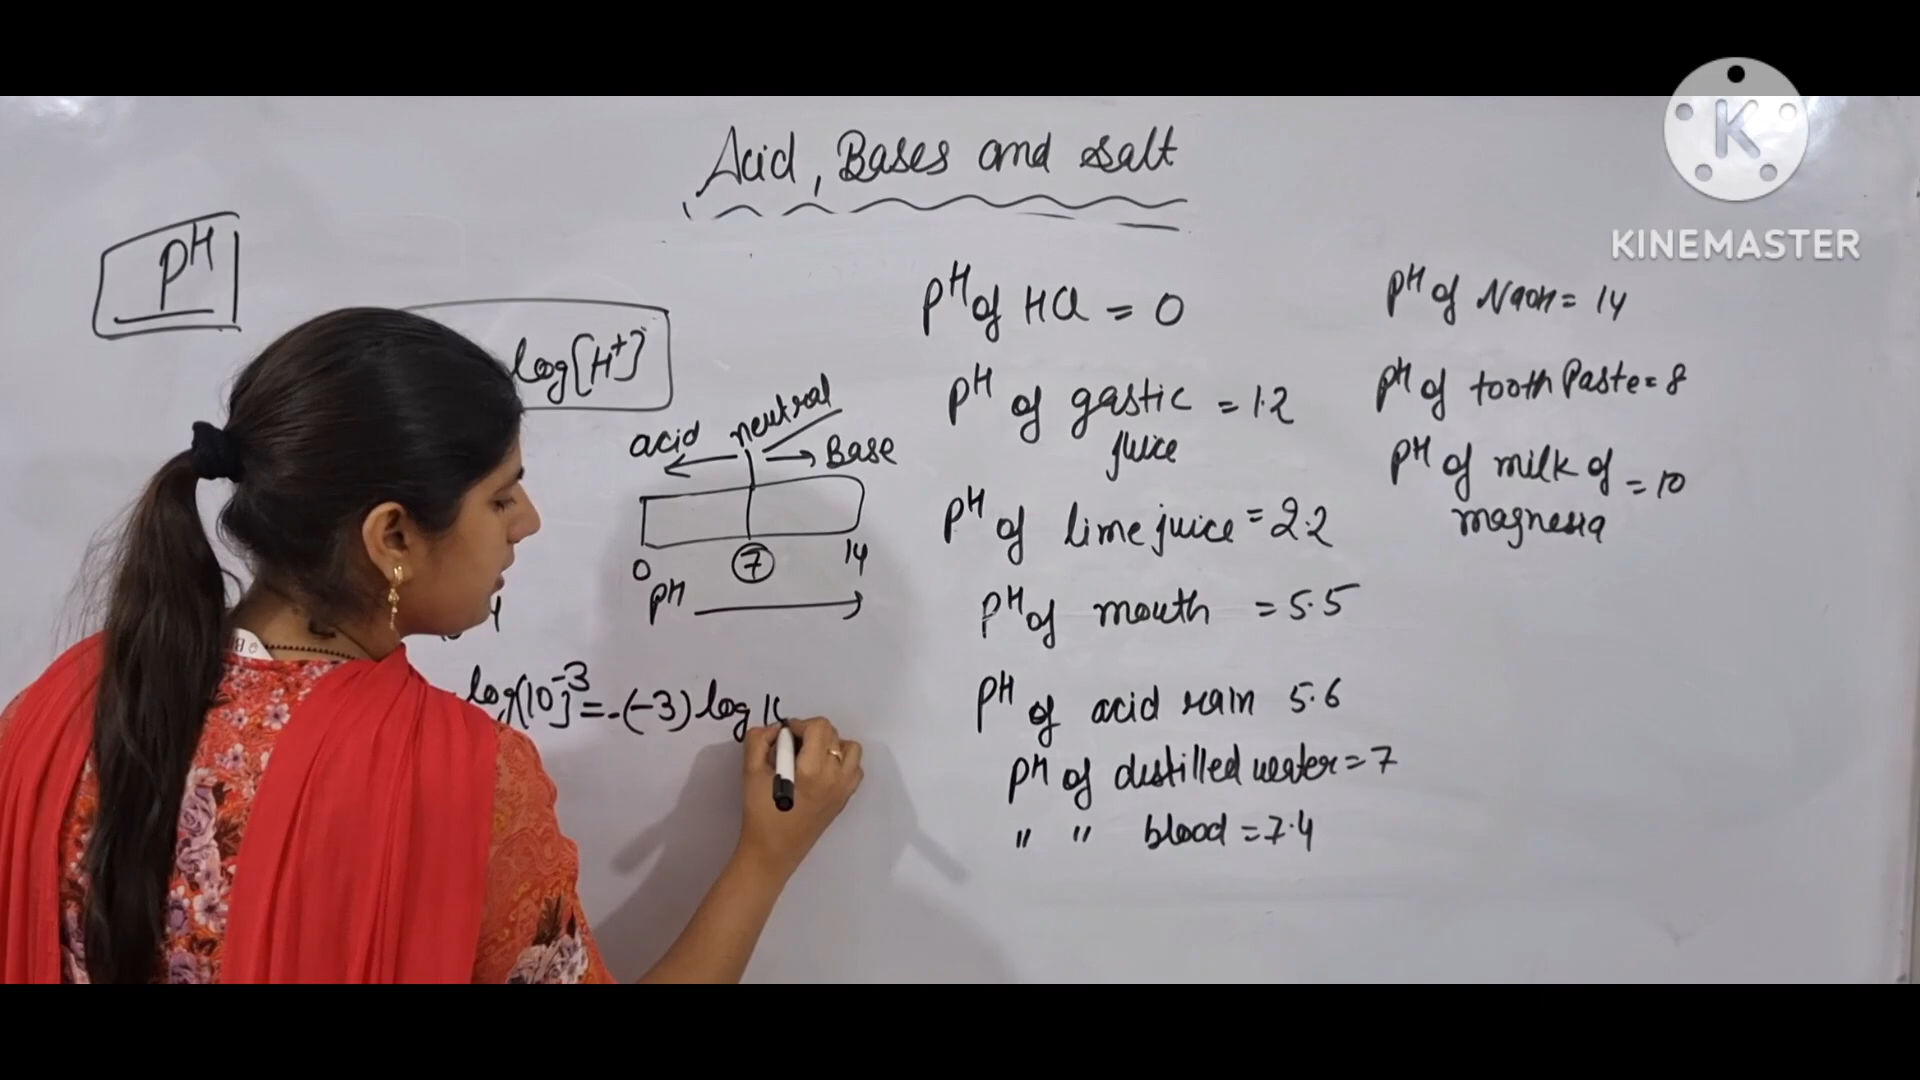 Acid, Bases and salt
pH
log[H+]
acid
neutral
Base
0
7
14
pH
log[10]-3 = -(-3) log
pH of HCl = 0
pH of gastic = 1.2
juice
pH of lime juice = 2.2
pH of mouth = 5.5
pH of acid rain 5.6
pH of distilled water = 7
" " blood = 7.4
pH of NaOH = 14
pH of tooth Paste = 8
pH of milk of = 10
magnesia
K
KINEMASTER